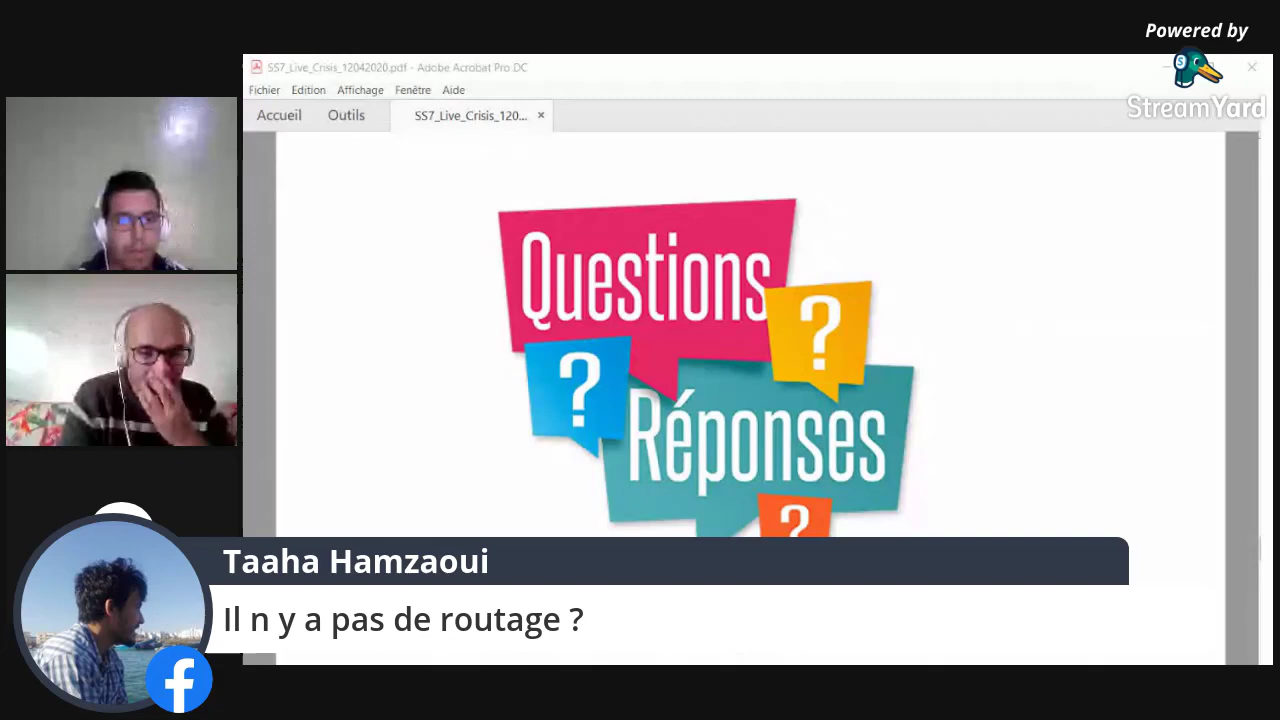 Powered by
StreamYard
SS7_Live_Crisis_12042020.pdf - Adobe Acrobat Pro DC
Fichier Edition Affichage Fenêtre Aide
Accueil Outils SS7_Live_Crisis_120... ×
Questions
?
?
Réponses
?
Taaha Hamzaoui
Il n y a pas de routage ?